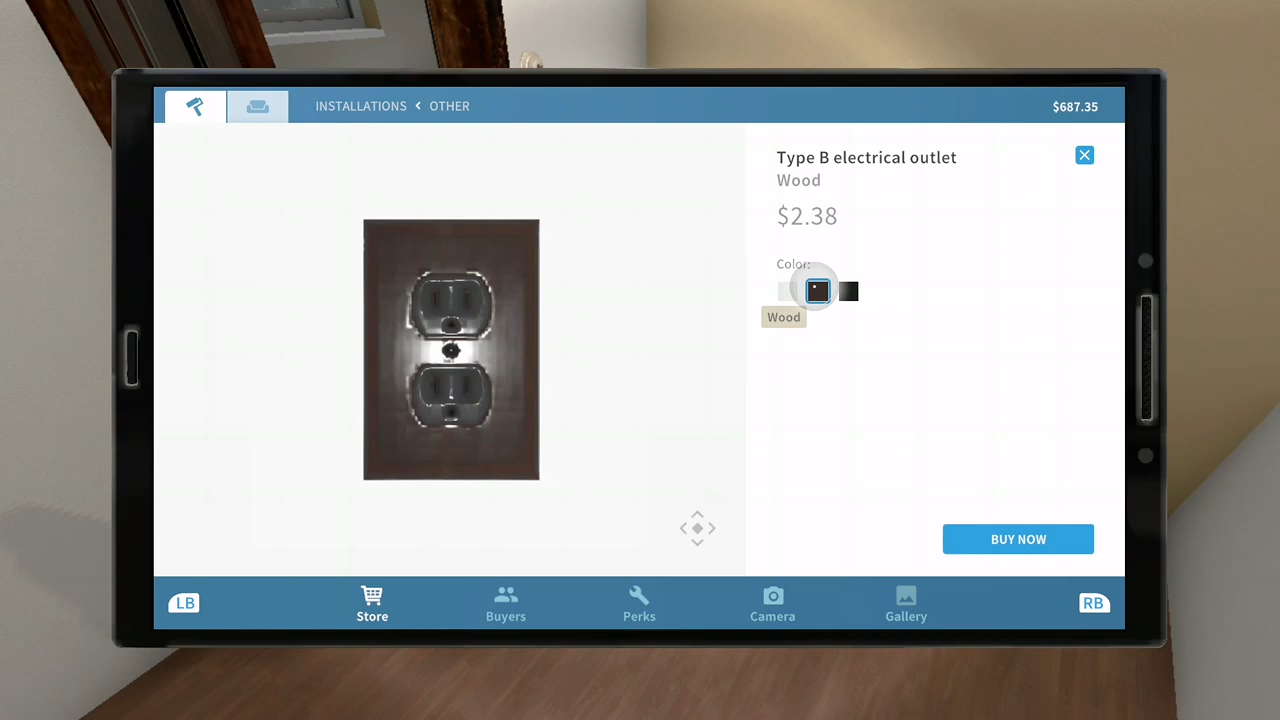 INSTALLATIONS < OTHER
$687.35
Type B electrical outlet
Wood
$2.38
Color:
Wood
BUY NOW
LB
Store
Buyers
Perks
Camera
Gallery
RB